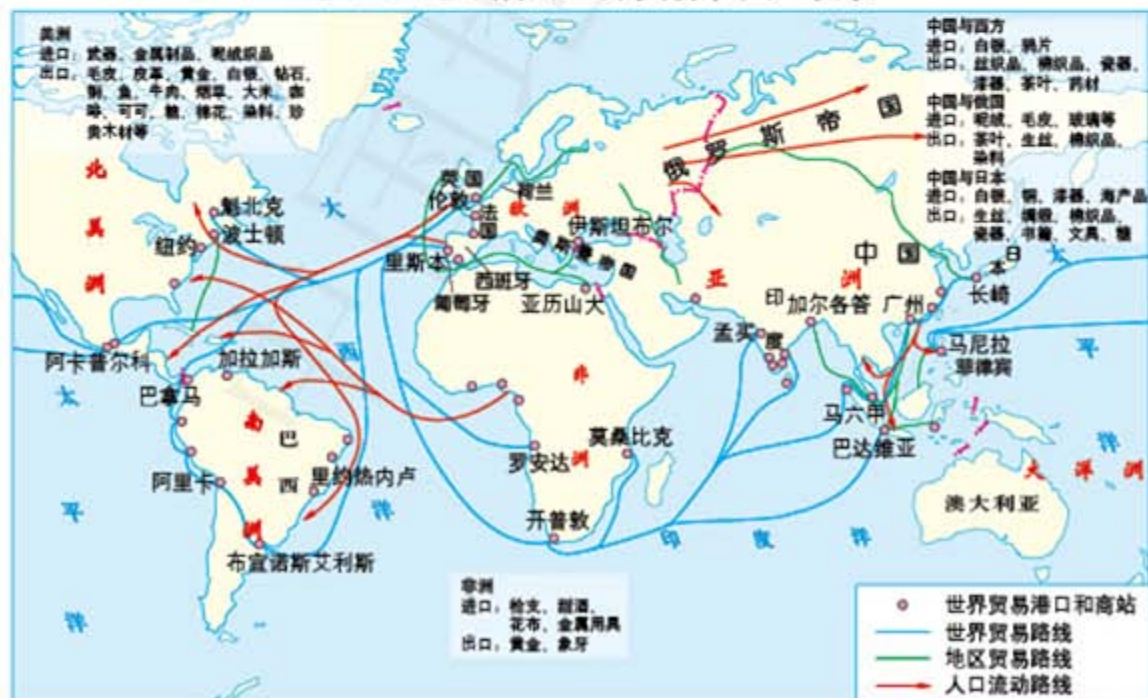 美洲
进口：武器、金属制品、呢绒织品
出口：毛皮、皮革、黄金、白银、钻石、
铜、鱼、牛肉、烟草、大米、咖
啡、可可、糖、棉花、染料、珍
贵木材等
中国与西方
进口：白银、鸦片
出口：丝织品、棉织品、瓷器、
漆器、茶叶、药材
中国与俄国
进口：呢绒、毛皮、玻璃等
出口：茶叶、生丝、棉织品、
染料
中国与日本
进口：白银、铜、漆器、海产品
出口：生丝、绸缎、棉织品、
瓷器、书籍、文具、糖
俄罗斯帝国
北美洲
大西洋
魁北克
波士顿
纽约
英国
伦敦
荷兰
法国
欧洲
里斯本
西班牙
葡萄牙
伊斯坦布尔
奥斯曼帝国
亚历山大
亚洲
中国
日本
长崎
印度
加尔各答
广州
孟买
马尼拉
菲律宾
马六甲
巴达维亚
太平洋
阿卡普尔科
巴拿马
加拉加斯
南美洲
巴西
阿里卡
里约热内卢
布宜诺斯艾利斯
太平洋
非洲
罗安达
莫桑比克
开普敦
印度洋
大洋洲
澳大利亚
非洲
进口：枪支、甜酒、
花布、金属用具
出口：黄金、象牙
世界贸易港口和商站
世界贸易路线
地区贸易路线
人口流动路线